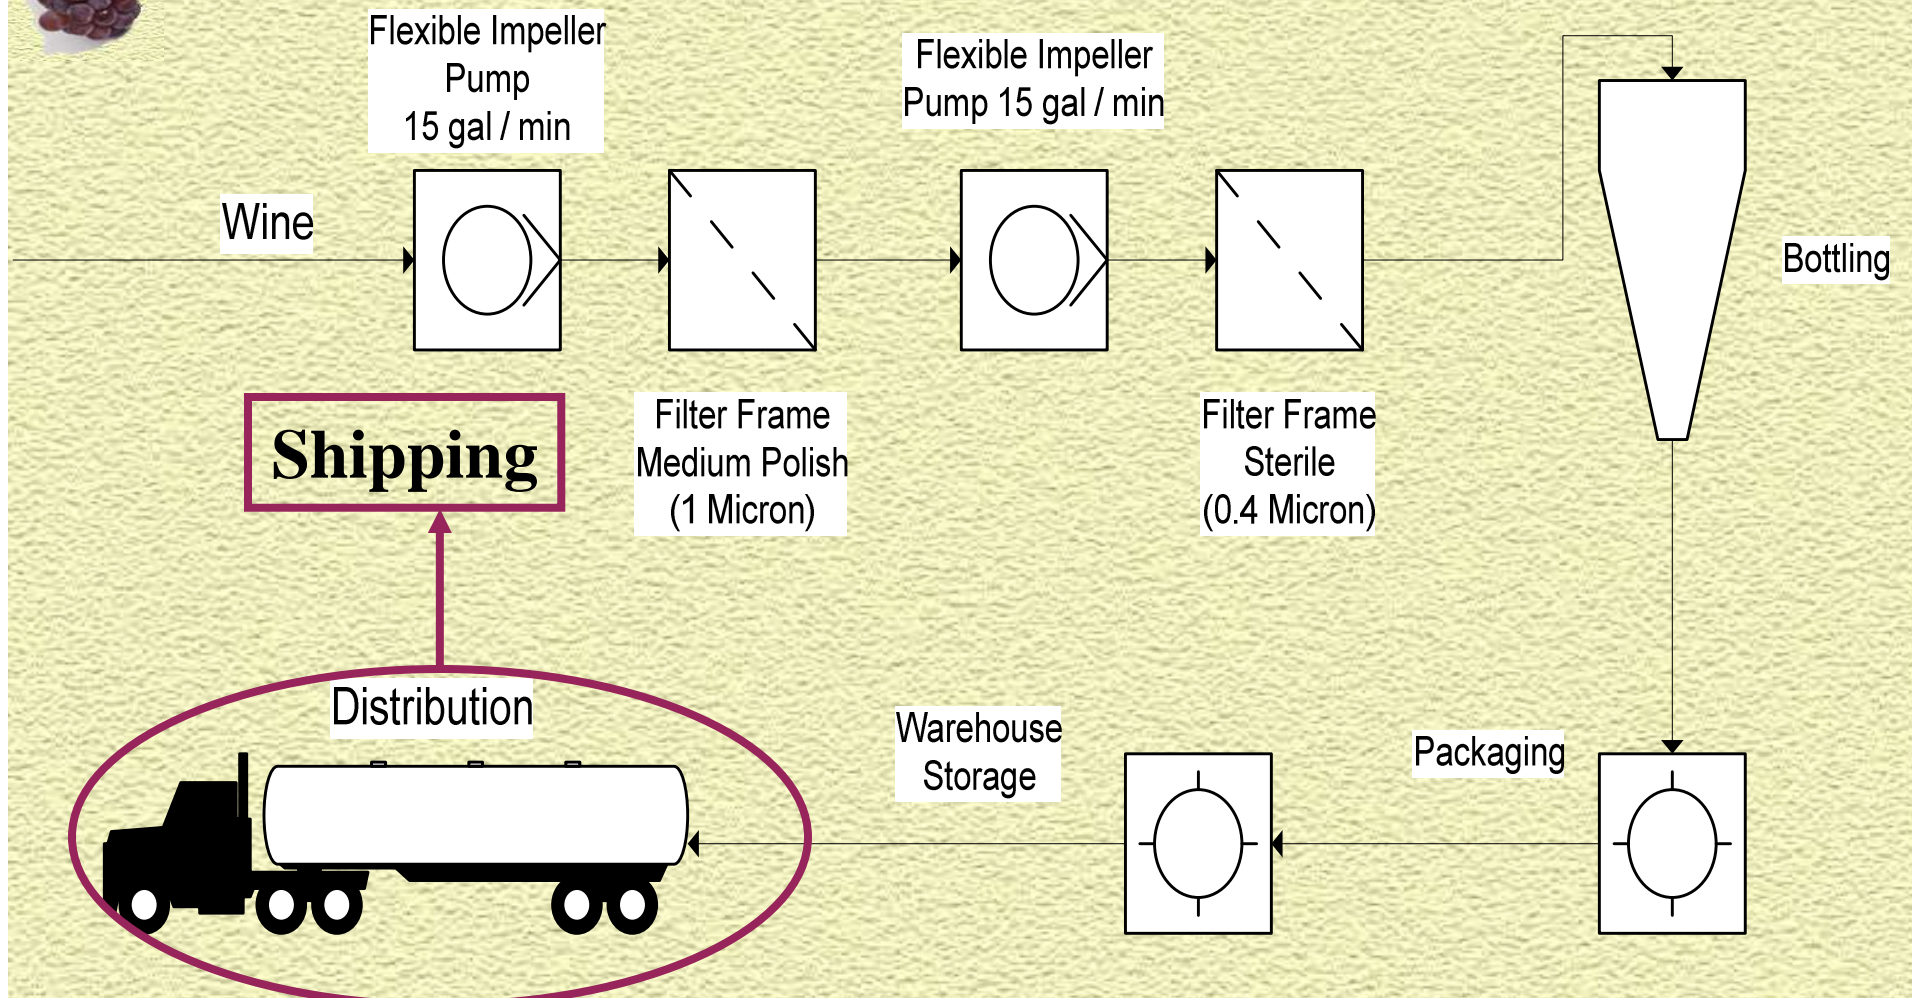 Flexible Impeller
Pump
15 gal / min
Flexible Impeller
Pump 15 gal / min
Wine
Bottling
Shipping
Filter Frame
Medium Polish
(1 Micron)
Filter Frame
Sterile
(0.4 Micron)
Distribution
Warehouse
Storage
Packaging